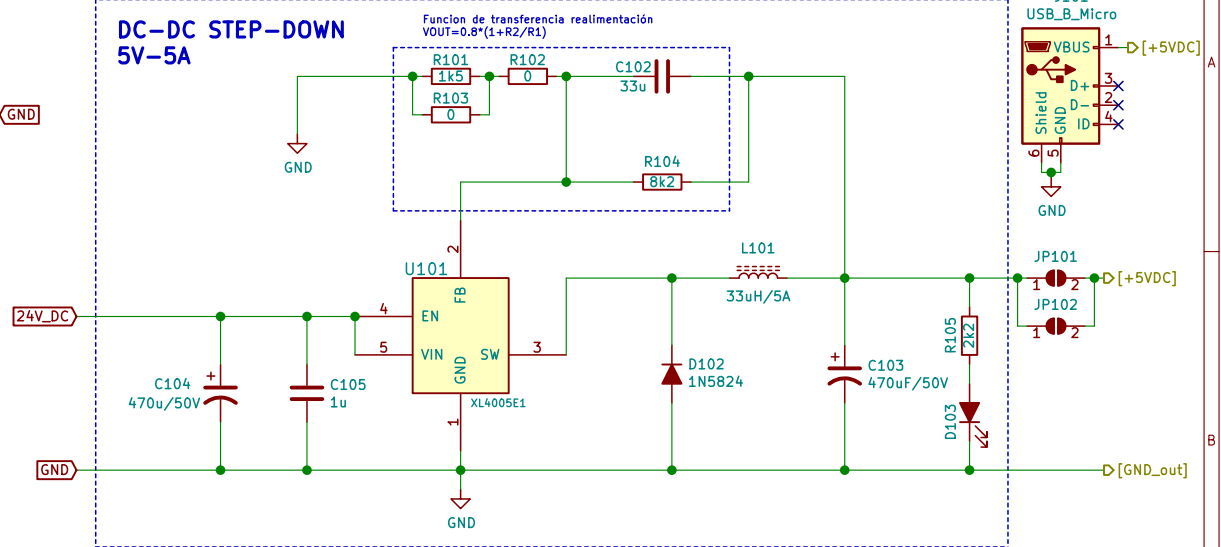 DC-DC STEP-DOWN
5V-5A
Funcion de transferencia realimentación
VOUT=0.8*(1+R2/R1)
USB_B_Micro
VBUS 1 [+5VDC]
D+ 3
D- 2
ID 4
Shield
GND
6
5
GND
A
R101
1k5
R102
0
R103
0
C102
33u
R104
8k2
GND
GND
2
U101
FB
4 EN
5 VIN
GND
SW 3
XL4005E1
1
24V_DC
C104
470u/50V
C105
1u
L101
33uH/5A
D102
1N5824
C103
470uF/50V
R105
2k2
D103
JP101
1 2
[+5VDC]
JP102
1 2
B
GND
GND
[GND_out]